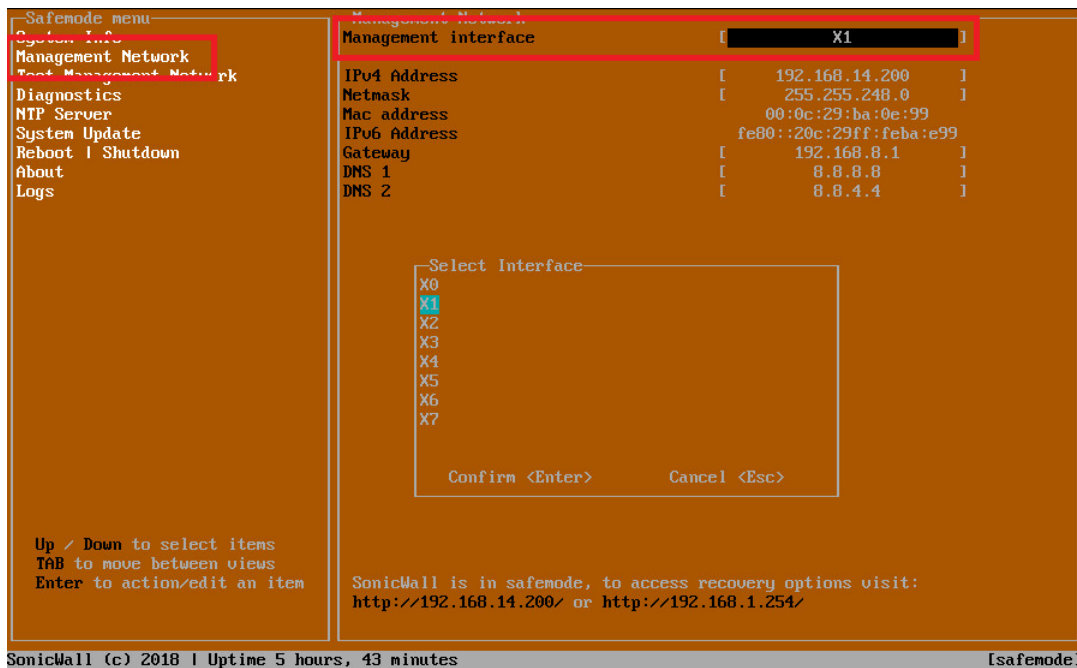 Safemode menu
System Info
Management Network
Test Management Network
Diagnostics
NTP Server
System Update
Reboot | Shutdown
About
Logs
Up / Down to select items
TAB to move between views
Enter to action/edit an item
Management Network
Management interface [ X1 ]
IPv4 Address [ 192.168.14.200 ]
Netmask [ 255.255.248.0 ]
Mac address 00:0c:29:ba:0e:99
IPv6 Address fe80::20c:29ff:feba:e99
Gateway [ 192.168.8.1 ]
DNS 1 [ 8.8.8.8 ]
DNS 2 [ 8.8.4.4 ]
Select Interface
X0
X1
X2
X3
X4
X5
X6
X7
Confirm <Enter> Cancel <Esc>
SonicWall is in safemode, to access recovery options visit:
http://192.168.14.200/ or http://192.168.1.254/
SonicWall (c) 2018 | Uptime 5 hours, 43 minutes [safemode]